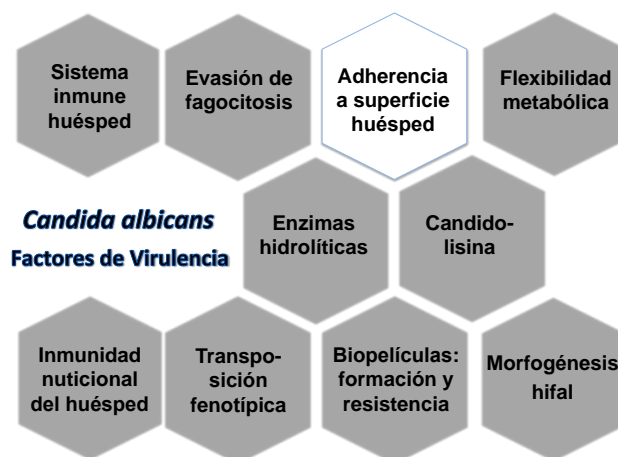 Sistema
inmune
huésped
Evasión de
fagocitosis
Adherencia
a superficie
huésped
Flexibilidad
metabólica
Candida albicans
Factores de Virulencia
Enzimas
hidrolíticas
Candido-
lisina
Inmunidad
nuticional
del huésped
Transpo-
sición
fenotípica
Biopelículas:
formación y
resistencia
Morfogénesis
hifal